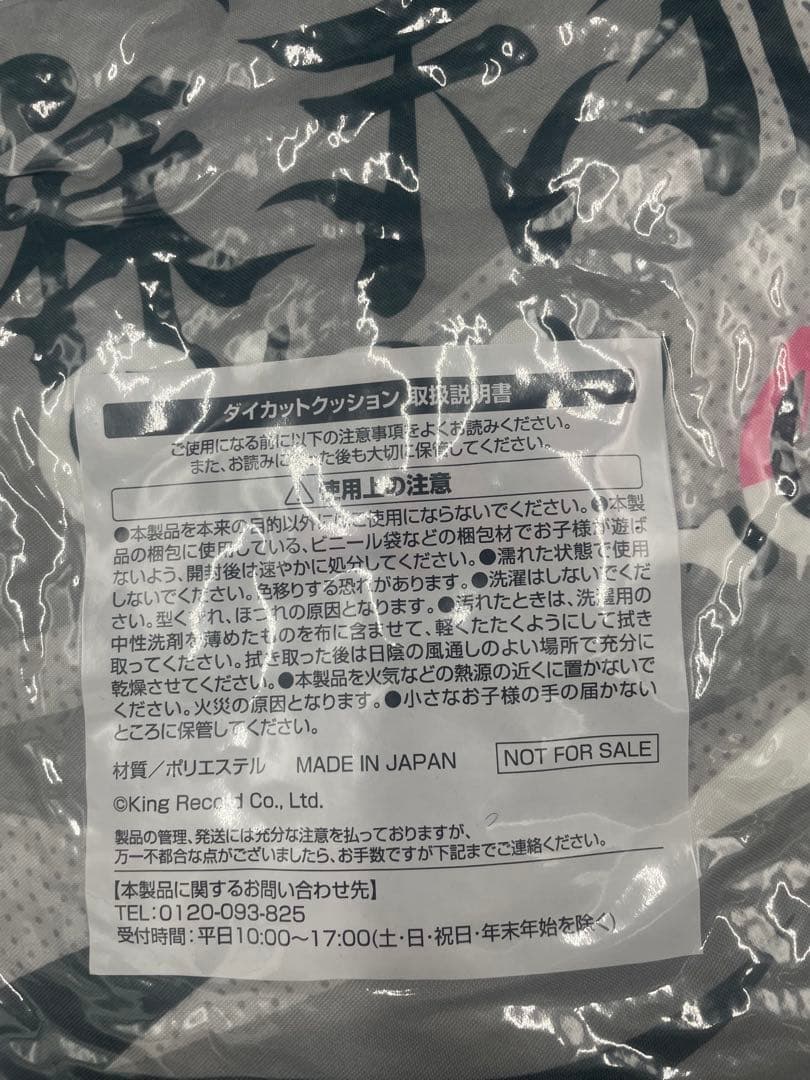 ダイカットクッション 取扱説明書
ご使用になる前に以下の注意事項をよくお読みください。
また、お読みになった後も大切に保管してください。
使用上の注意
●本製品を本来の目的以外にはご使用にならないでください。●本製
品の梱包に使用している、ビニール袋などの梱包材でお子様が遊ば
ないよう、開封後は速やかに処分してください。●濡れた状態で使用
しないでください。色移りする恐れがあります。●洗濯はしないでくだ
さい。型くずれ、ほつれの原因となります。●汚れたときは、洗濯用の
中性洗剤を薄めたものを布に含ませて、軽くたたくようにして拭き
取ってください。拭き取った後は日陰の風通しのよい場所で充分に
乾燥させてください。●本製品を火気などの熱源の近くに置かないで
ください。火災の原因となります。●小さなお子様の手の届かない
ところに保管してください。
材質／ポリエステル MADE IN JAPAN NOT FOR SALE
©King Record Co., Ltd.
製品の管理、発送には充分な注意を払っておりますが、
万一不都合な点がございましたら、お手数ですが下記までご連絡ください。
【本製品に関するお問い合わせ先】
TEL:0120-093-825
受付時間:平日10:00～17:00(土・日・祝日・年末年始を除く)